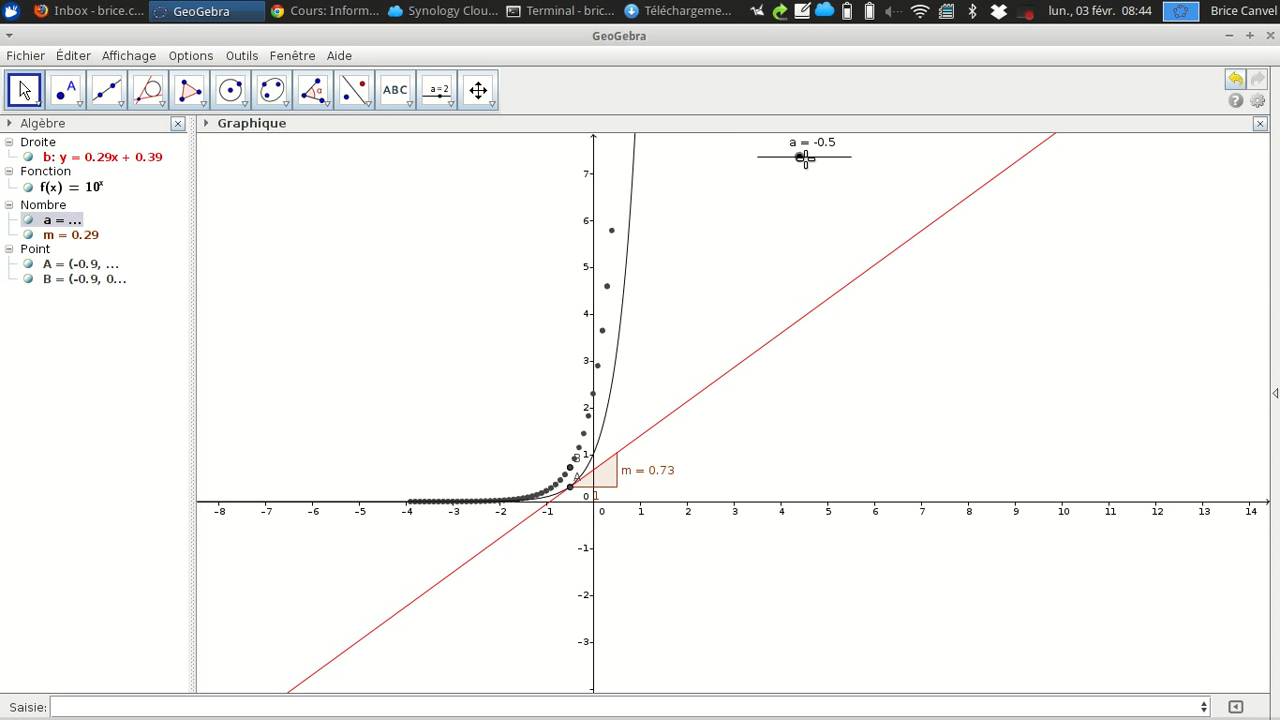 Inbox - bric.c... GeoGebra Cours: Inform... Synology Clou... Terminal - bric... Téléchargeme... lun., 03 févr. 08:44 Brice Canvel
GeoGebra
Fichier Éditer Affichage Options Outils Fenêtre Aide
A α ABC a=2
Algèbre Graphique
Droite
b: y = 0.29x + 0.39
Fonction
f(x) = 10ˣ
Nombre
a = ...
m = 0.29
Point
A = (-0.9, ...
B = (-0.9, 0...
a = -0.5
7
6
5
4
3
2
1
B
A
m = 0.73
1
0
-8 -7 -6 -5 -4 -3 -2 -1 0 1 2 3 4 5 6 7 8 9 10 11 12 13 14
-1
-2
-3
Saisie: